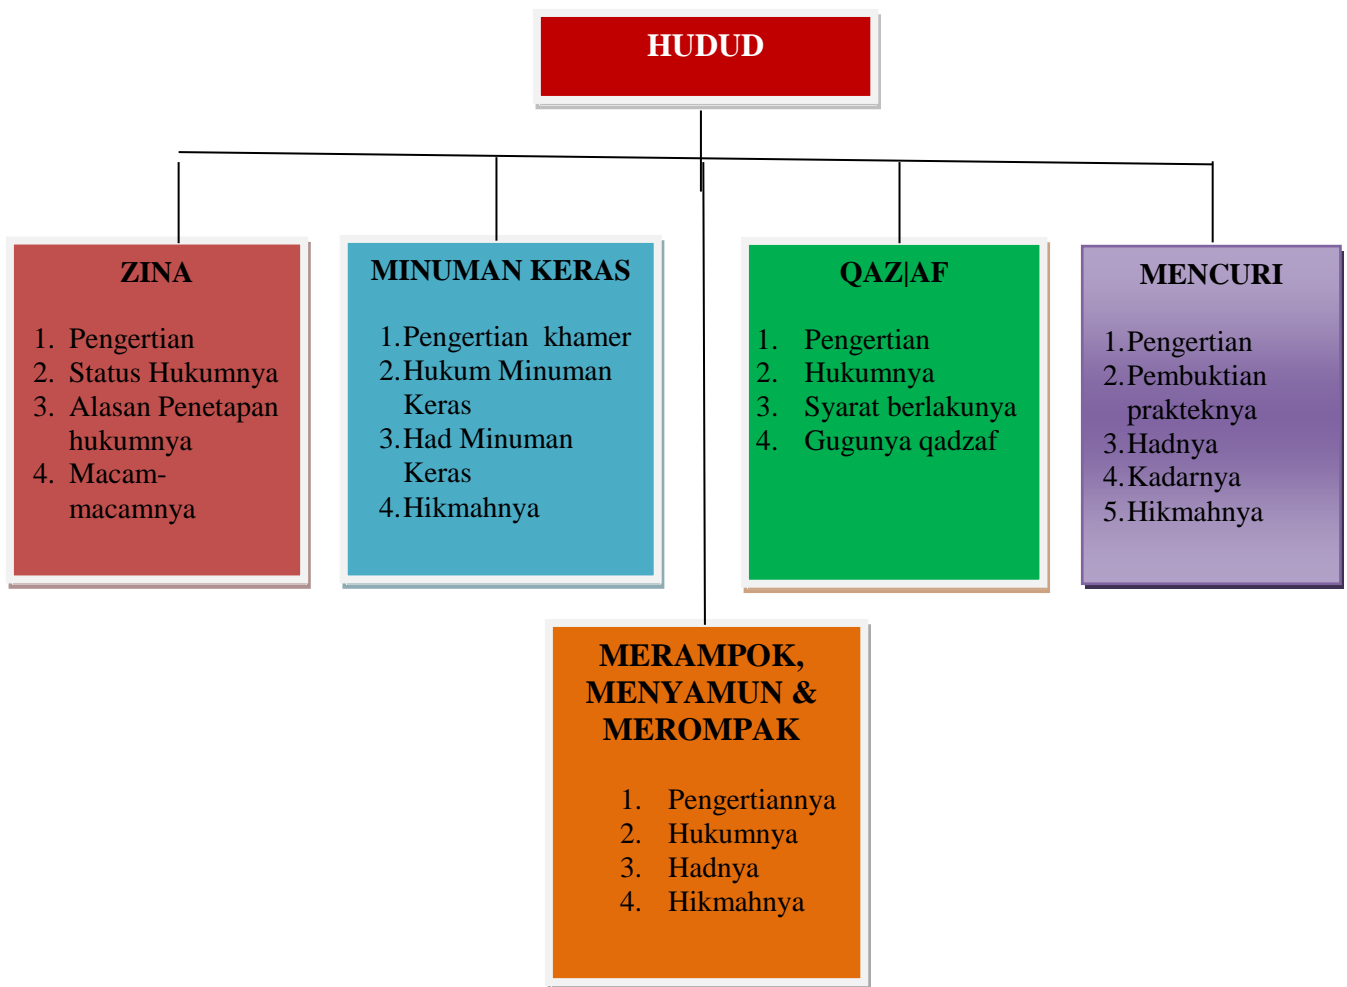 HUDUD
ZINA
1. Pengertian
2. Status Hukumnya
3. Alasan Penetapan
hukumnya
4. Macam-
macamnya
MINUMAN KERAS
1.Pengertian khamer
2.Hukum Minuman
Keras
3.Had Minuman
Keras
4.Hikmahnya
QAZ|AF
1. Pengertian
2. Hukumnya
3. Syarat berlakunya
4. Gugunya qadzaf
MENCURI
1.Pengertian
2.Pembuktian
prakteknya
3.Hadnya
4.Kadarnya
5.Hikmahnya
MERAMPOK,
MENYAMUN &
MEROMPAK
1. Pengertiannya
2. Hukumnya
3. Hadnya
4. Hikmahnya